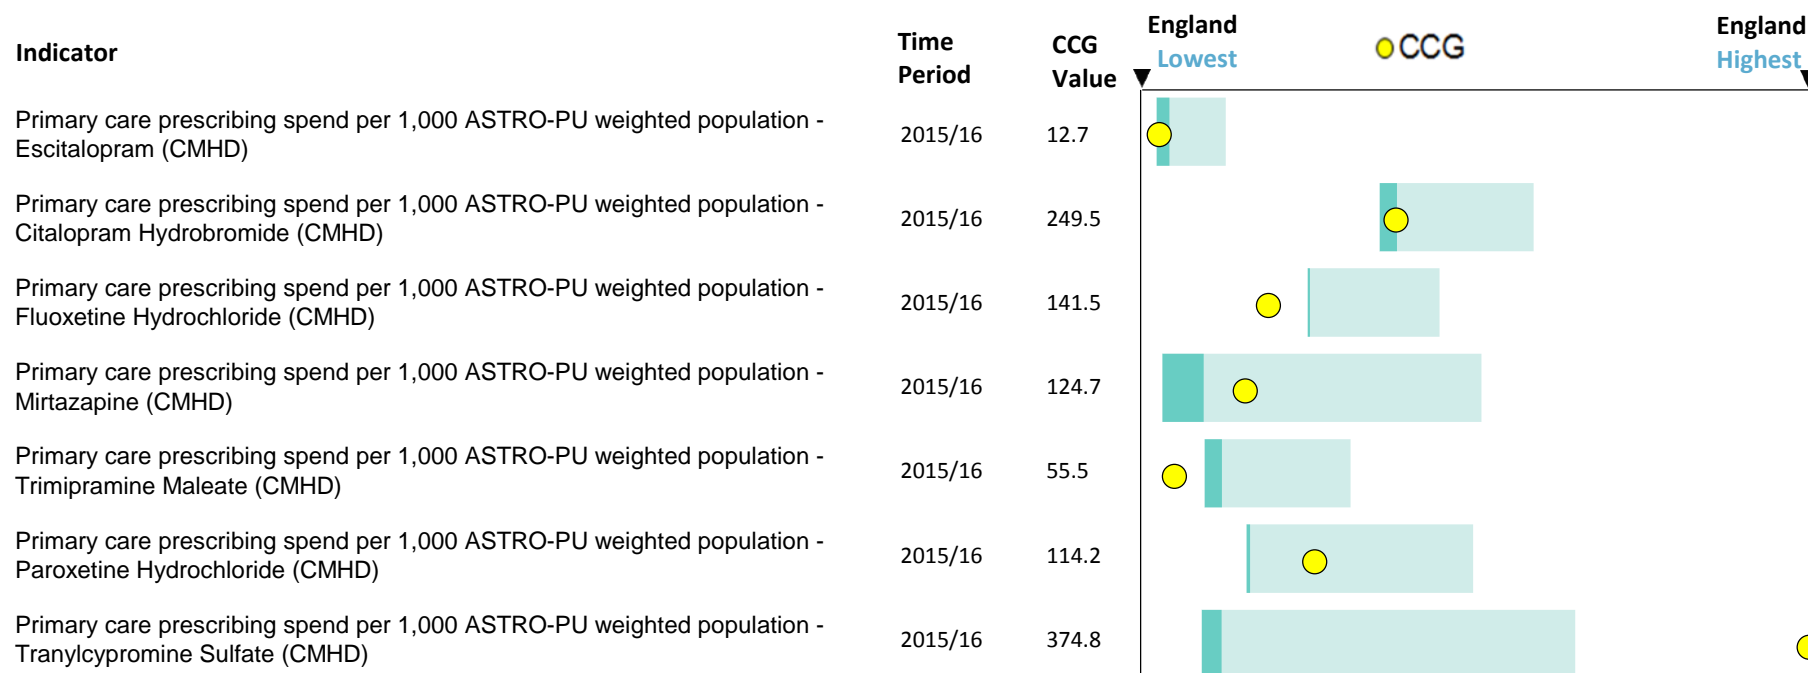 Indicator
Time
Period
CCG
Value
England
Lowest
CCG
England
Highest
Primary care prescribing spend per 1,000 ASTRO-PU weighted population -
Escitalopram (CMHD)
2015/16
12.7
Primary care prescribing spend per 1,000 ASTRO-PU weighted population -
Citalopram Hydrobromide (CMHD)
2015/16
249.5
Primary care prescribing spend per 1,000 ASTRO-PU weighted population -
Fluoxetine Hydrochloride (CMHD)
2015/16
141.5
Primary care prescribing spend per 1,000 ASTRO-PU weighted population -
Mirtazapine (CMHD)
2015/16
124.7
Primary care prescribing spend per 1,000 ASTRO-PU weighted population -
Trimipramine Maleate (CMHD)
2015/16
55.5
Primary care prescribing spend per 1,000 ASTRO-PU weighted population -
Paroxetine Hydrochloride (CMHD)
2015/16
114.2
Primary care prescribing spend per 1,000 ASTRO-PU weighted population -
Tranylcypromine Sulfate (CMHD)
2015/16
374.8